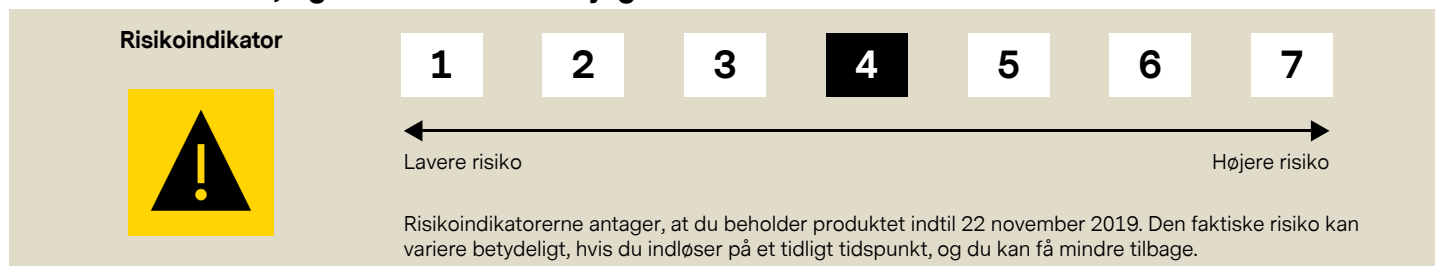 Risikoindikator
1 2 3 4 5 6 7
Lavere risiko Højere risiko
Risikoindikatorerne antager, at du beholder produktet indtil 22 november 2019. Den faktiske risiko kan
variere betydeligt, hvis du indløser på et tidligt tidspunkt, og du kan få mindre tilbage.